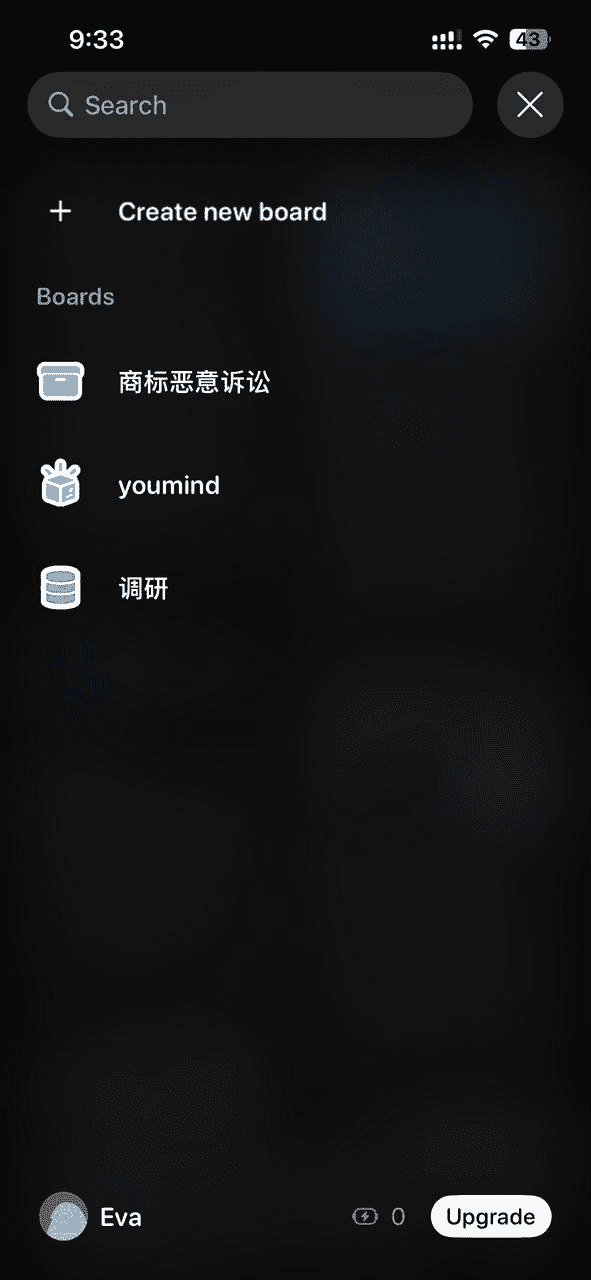 9:33
43
Search
Create new board
Boards
商标恶意诉讼
youmind
调研
Eva
0
Upgrade